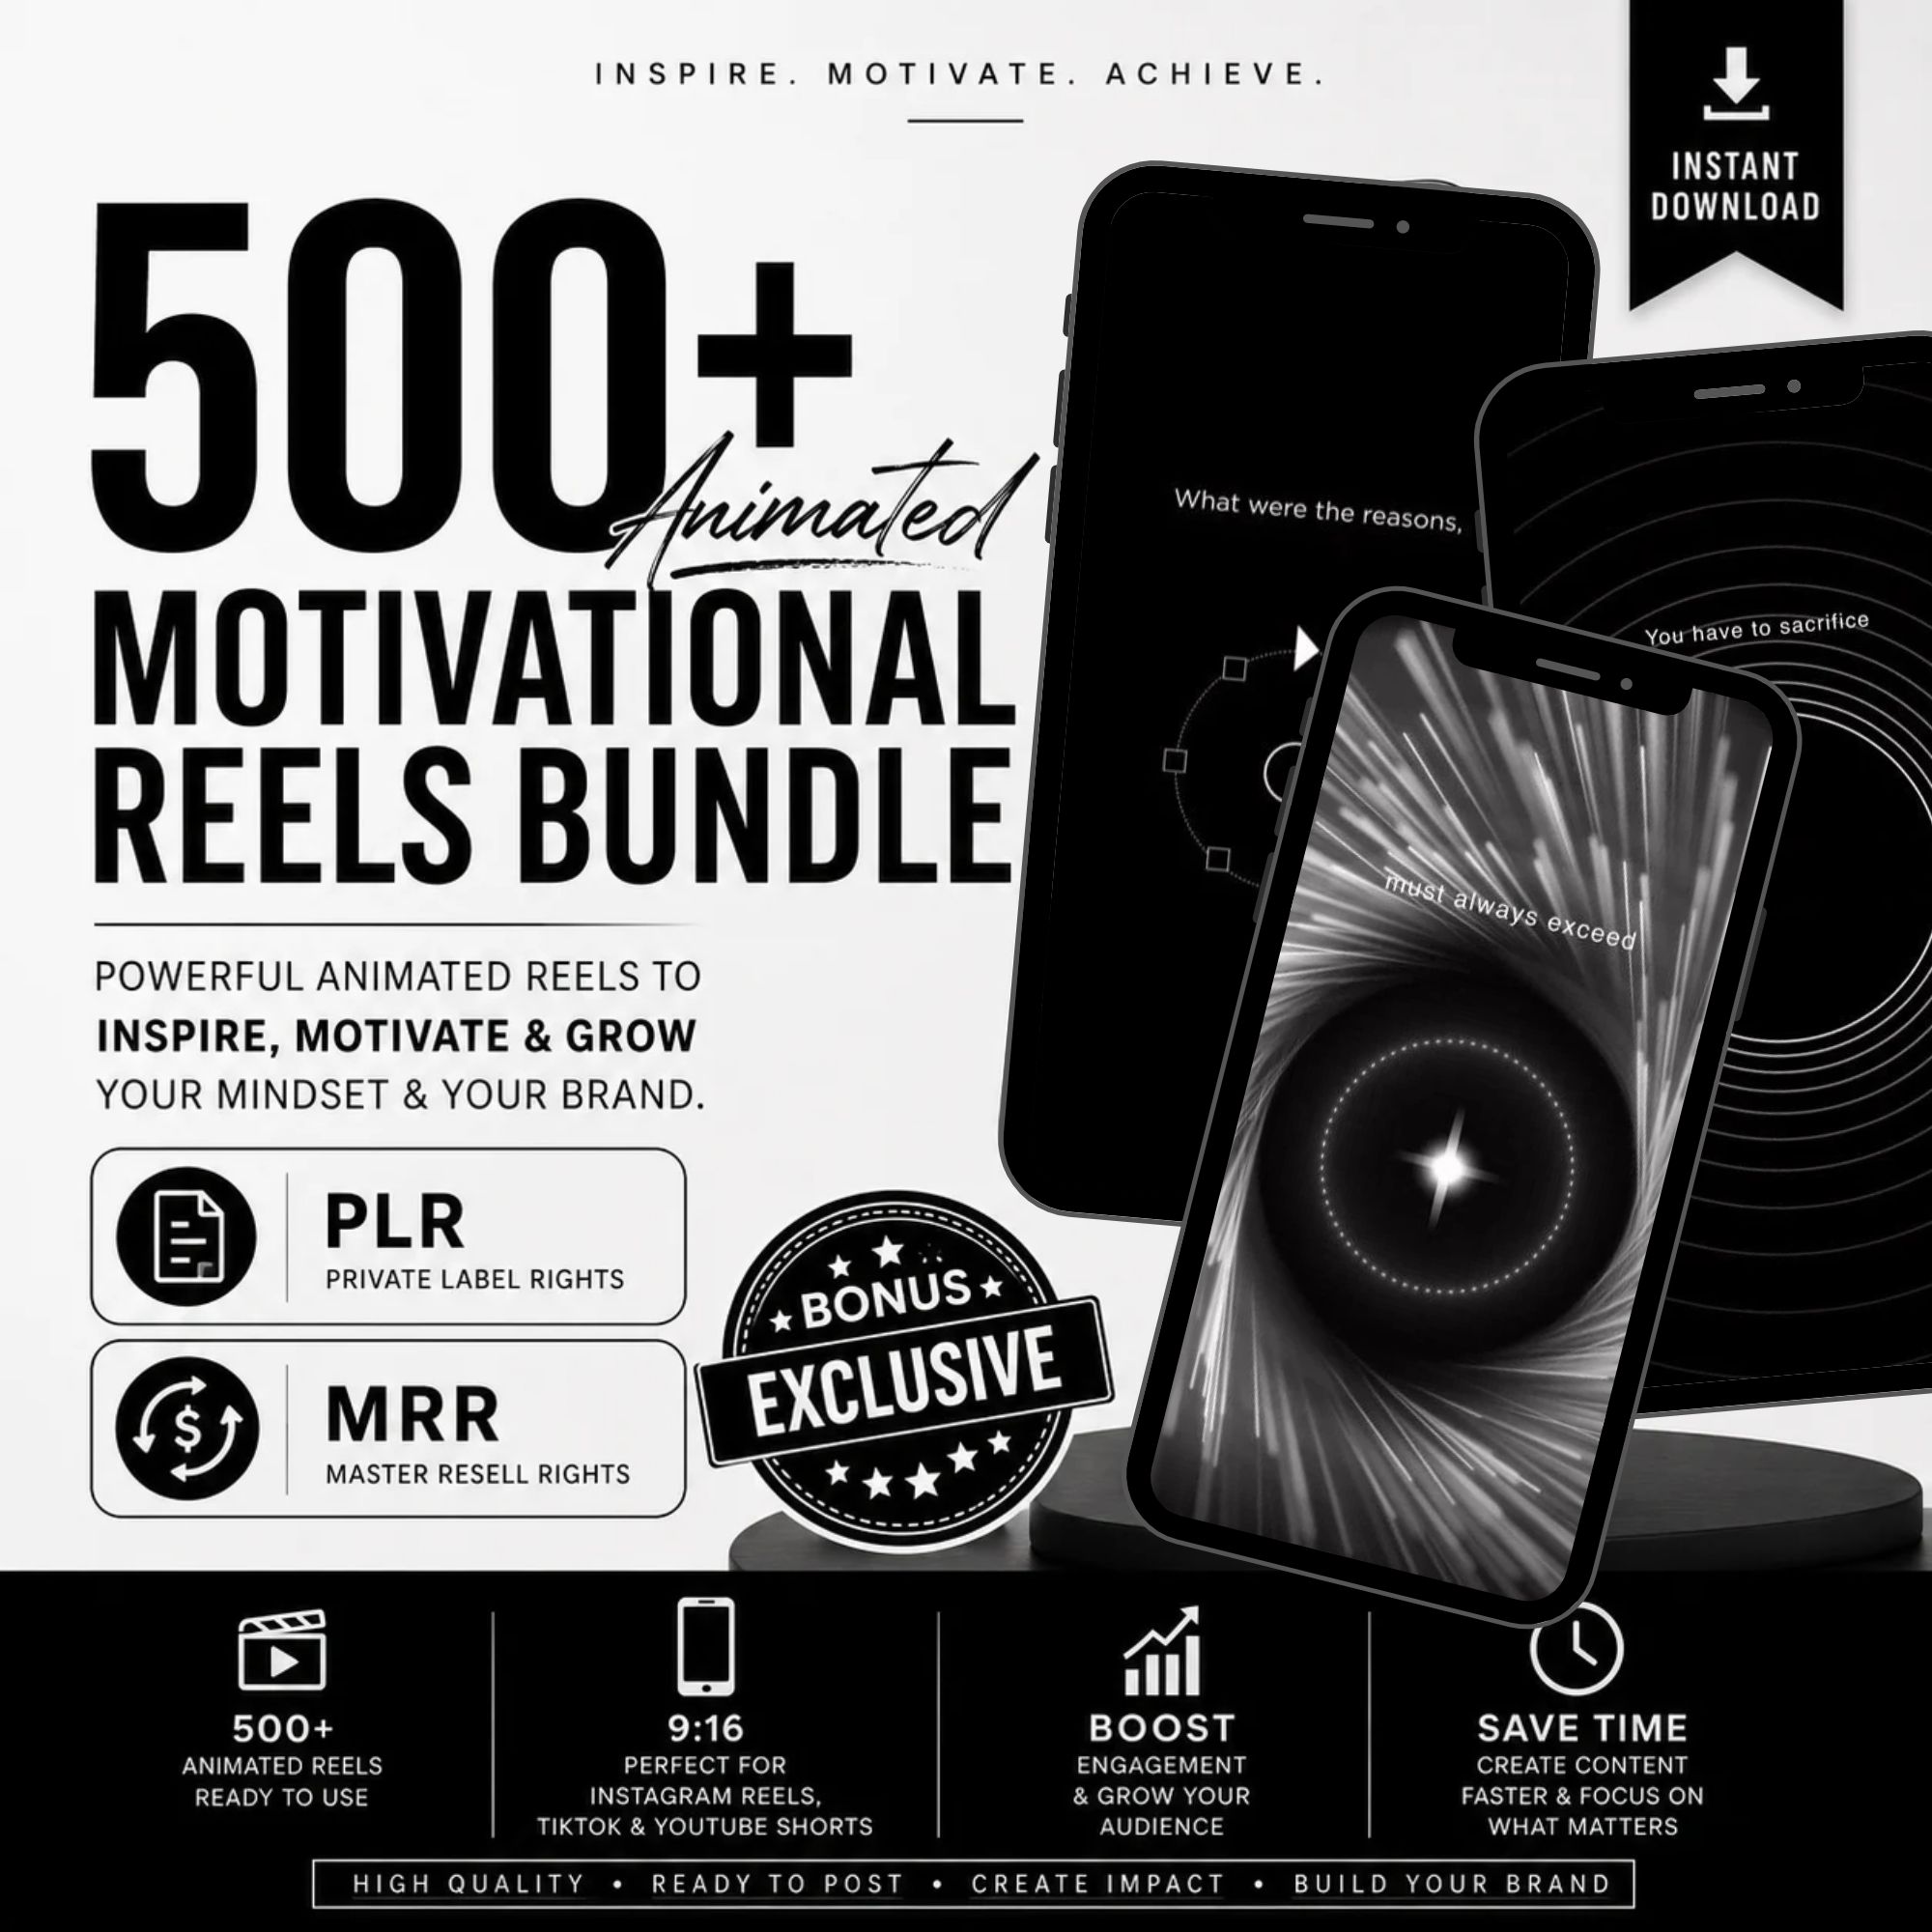 INSPIRE. MOTIVATE. ACHIEVE.
INSTANT
DOWNLOAD
500+
Animated
MOTIVATIONAL
REELS BUNDLE
POWERFUL ANIMATED REELS TO
INSPIRE, MOTIVATE & GROW
YOUR MINDSET & YOUR BRAND.
PLR
PRIVATE LABEL RIGHTS
MRR
MASTER RESELL RIGHTS
BONUS
EXCLUSIVE
What were the reasons,
You have to sacrifice
must always exceed
500+
ANIMATED REELS
READY TO USE
9:16
PERFECT FOR
INSTAGRAM REELS,
TIKTOK & YOUTUBE SHORTS
BOOST
ENGAGEMENT
& GROW YOUR
AUDIENCE
SAVE TIME
CREATE CONTENT
FASTER & FOCUS ON
WHAT MATTERS
HIGH QUALITY • READY TO POST • CREATE IMPACT • BUILD YOUR BRAND